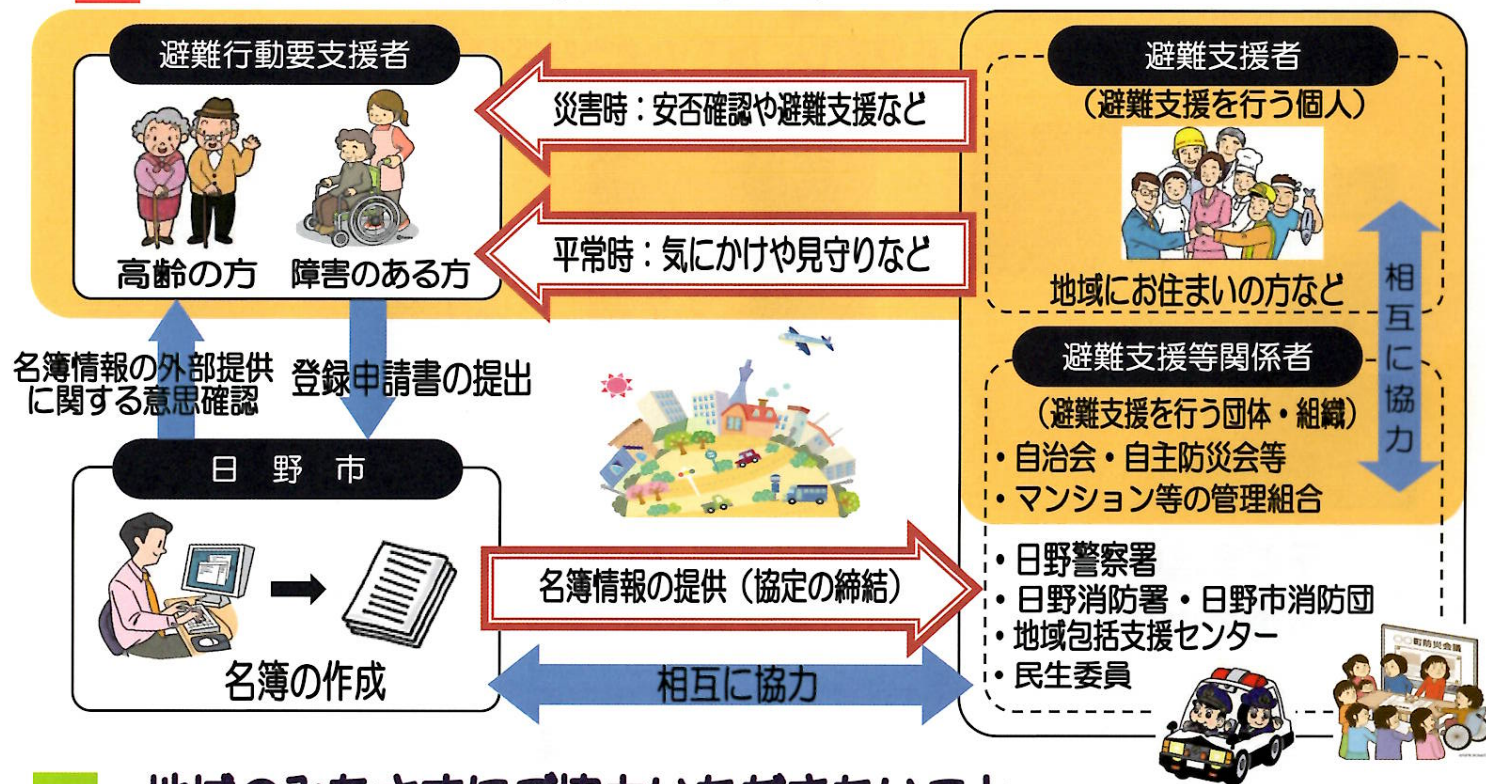 避難行動要支援者
高齢の方
障害のある方
災害時：安否確認や避難支援など
平常時：気にかけや見守りなど
避難支援者
（避難支援を行う個人）
地域にお住まいの方など
相互に協力
避難支援等関係者
（避難支援を行う団体・組織）
・自治会・自主防災会等
・マンション等の管理組合
・日野警察署
・日野消防署・日野市消防団
・地域包括支援センター
・民生委員
〇〇町防災会議
名簿情報の外部提供
に関する意思確認
登録申請書の提出
日野市
名簿の作成
名簿情報の提供（協定の締結）
相互に協力